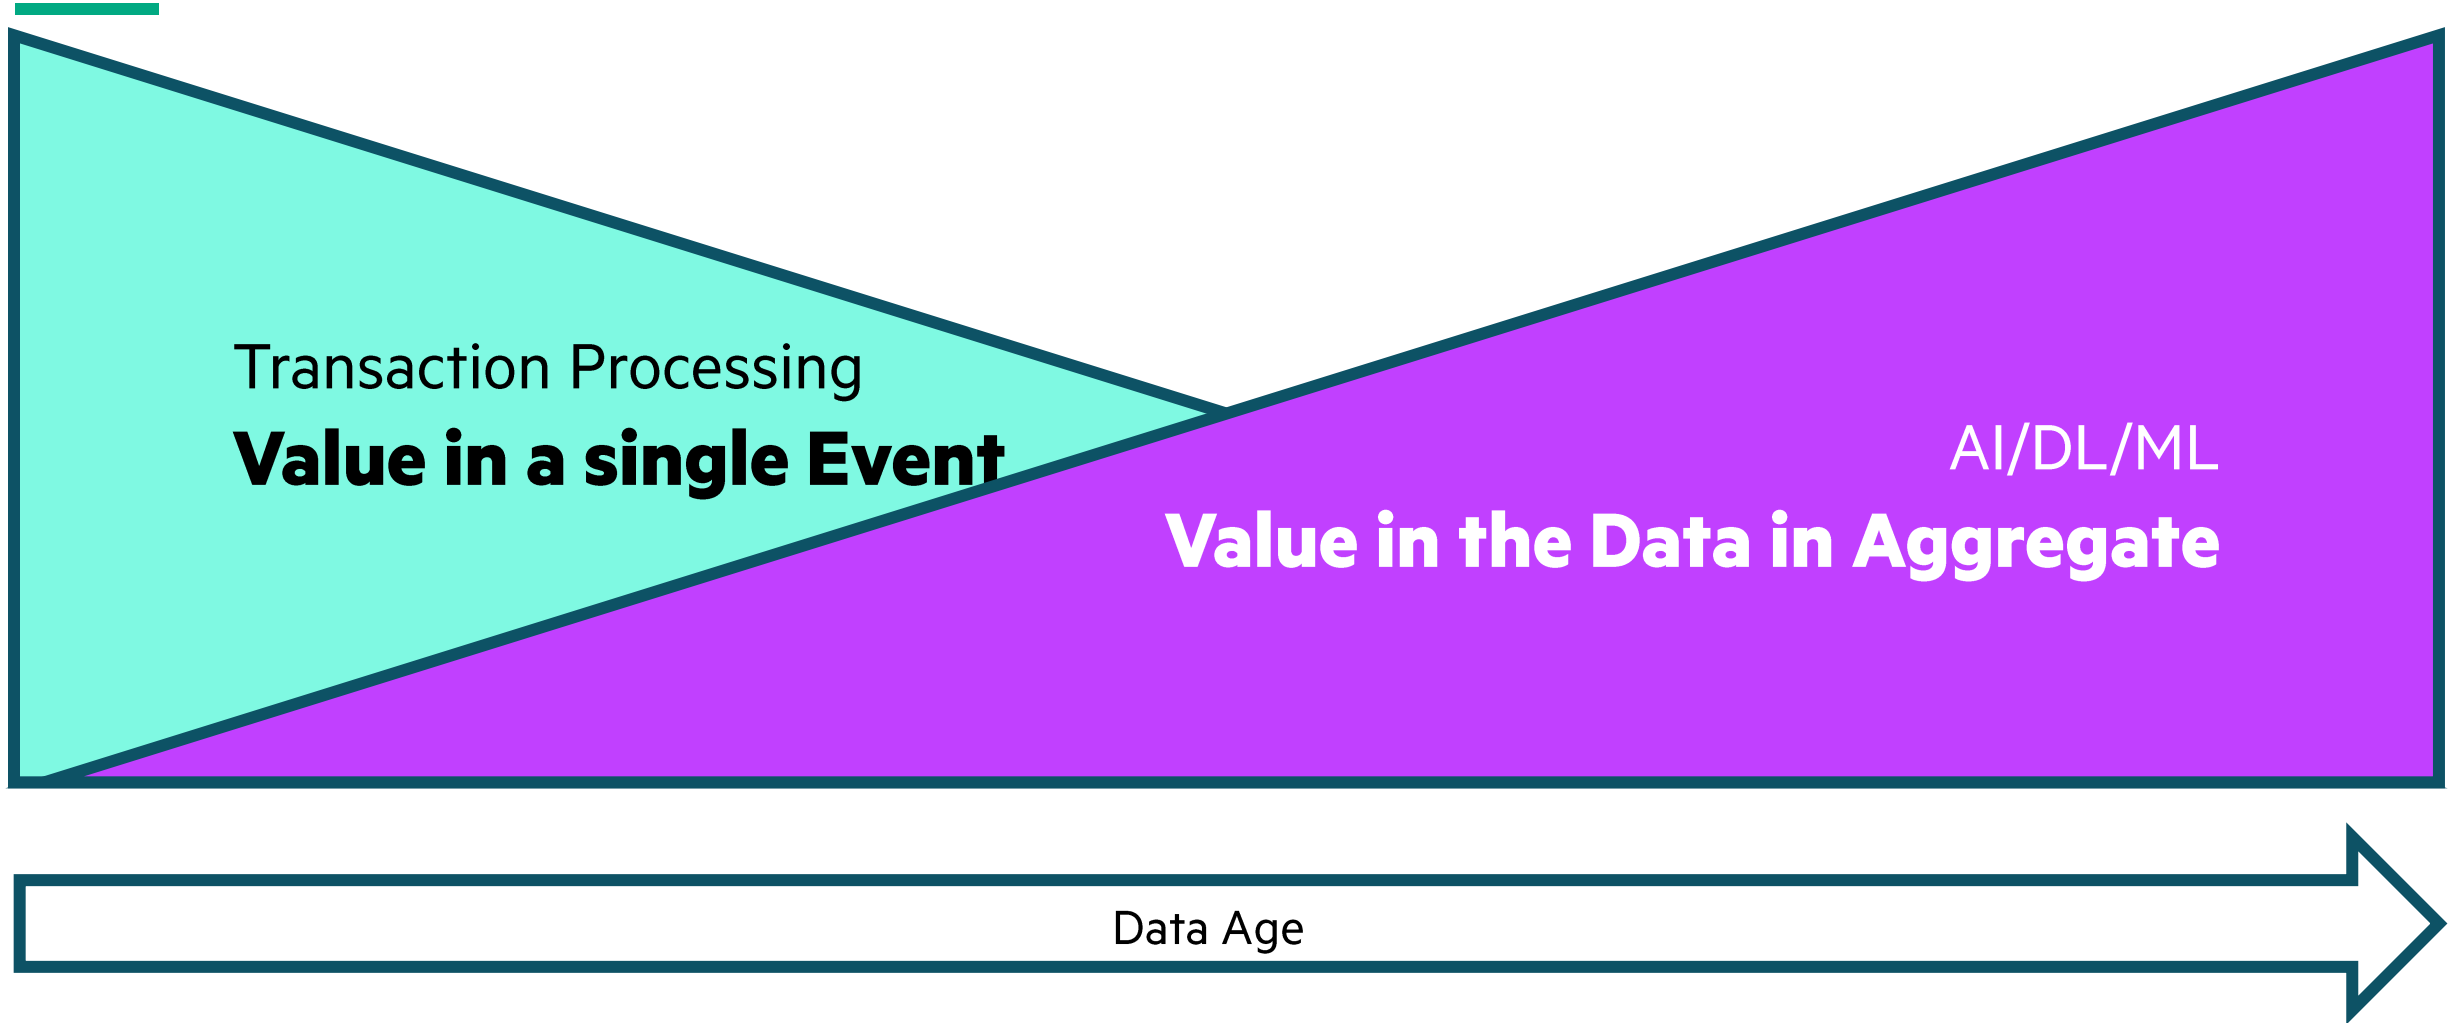 Transaction Processing
Value in a single Event
AI/DL/ML
Value in the Data in Aggregate
Data Age